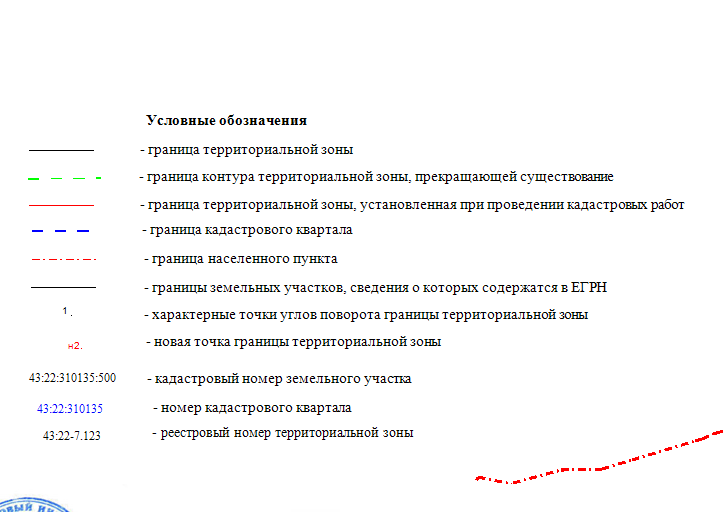 Условные обозначения
- граница территориальной зоны
- граница контура территориальной зоны, прекращающей существование
- граница территориальной зоны, установленная при проведении кадастровых работ
- граница кадастрового квартала
- граница населенного пункта
- границы земельных участков, сведения о которых содержатся в ЕГРН
1. - характерные точки углов поворота границы территориальной зоны
н2. - новая точка границы территориальной зоны
43:22:310135:500 - кадастровый номер земельного участка
43:22:310135 - номер кадастрового квартала
43:22-7.123 - реестровый номер территориальной зоны